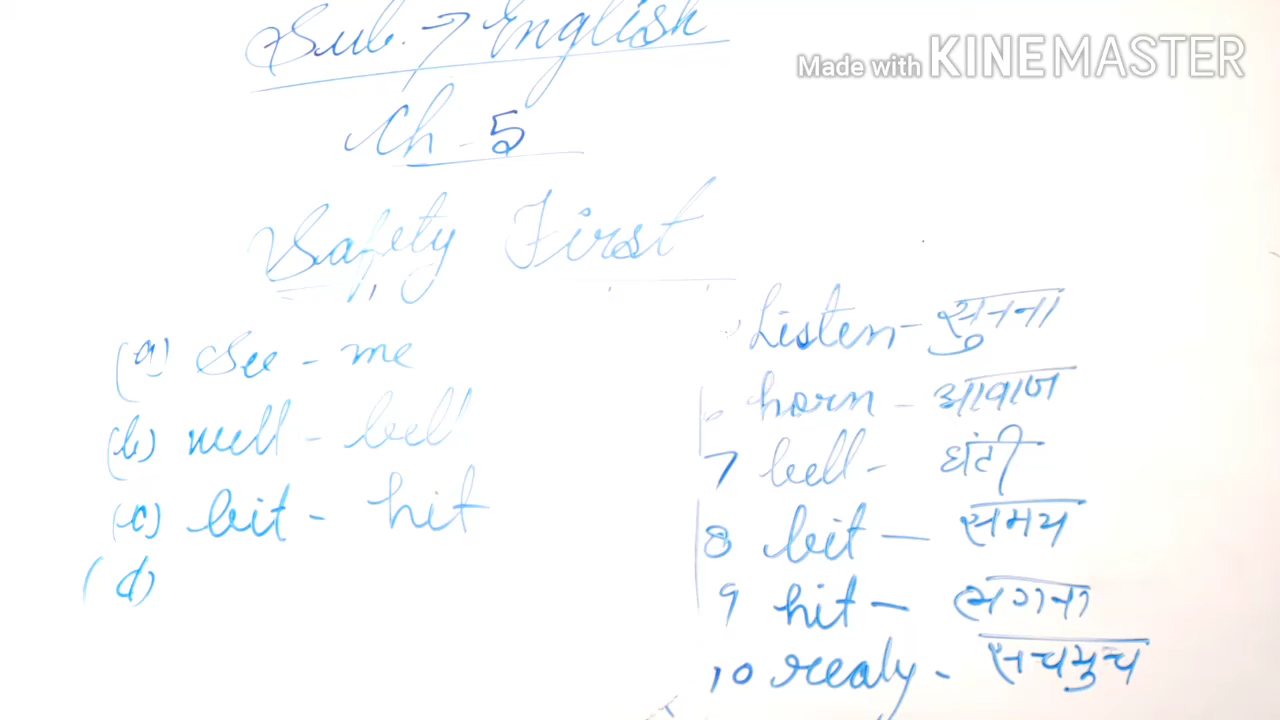 Sub. → English
Made with KINEMASTER
Ch - 5
Safety First
(a) See - me
(b) well - bell
(c) bit - hit
(d)
Listen - सुनना
horn - आवाज
7 bell - घंटी
8 bit - समय
9 hit - लगना
10 realy - सचमुच